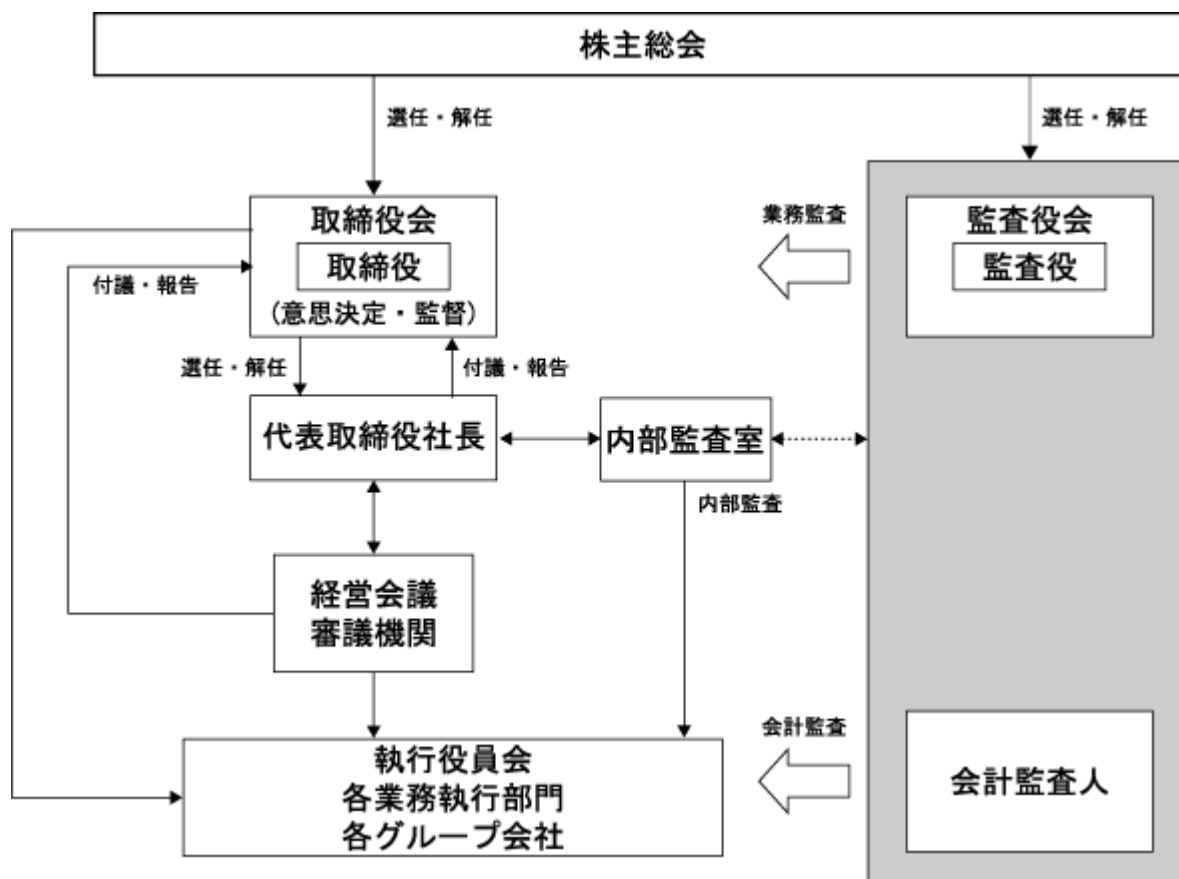 株主総会
選任・解任
選任・解任
取締役会
取締役
(意思決定・監督)
業務監査
監査役会
監査役
付議・報告
選任・解任
付議・報告
代表取締役社長
内部監査室
内部監査
経営会議
審議機関
執行役員会
各業務執行部門
各グループ会社
会計監査
会計監査人